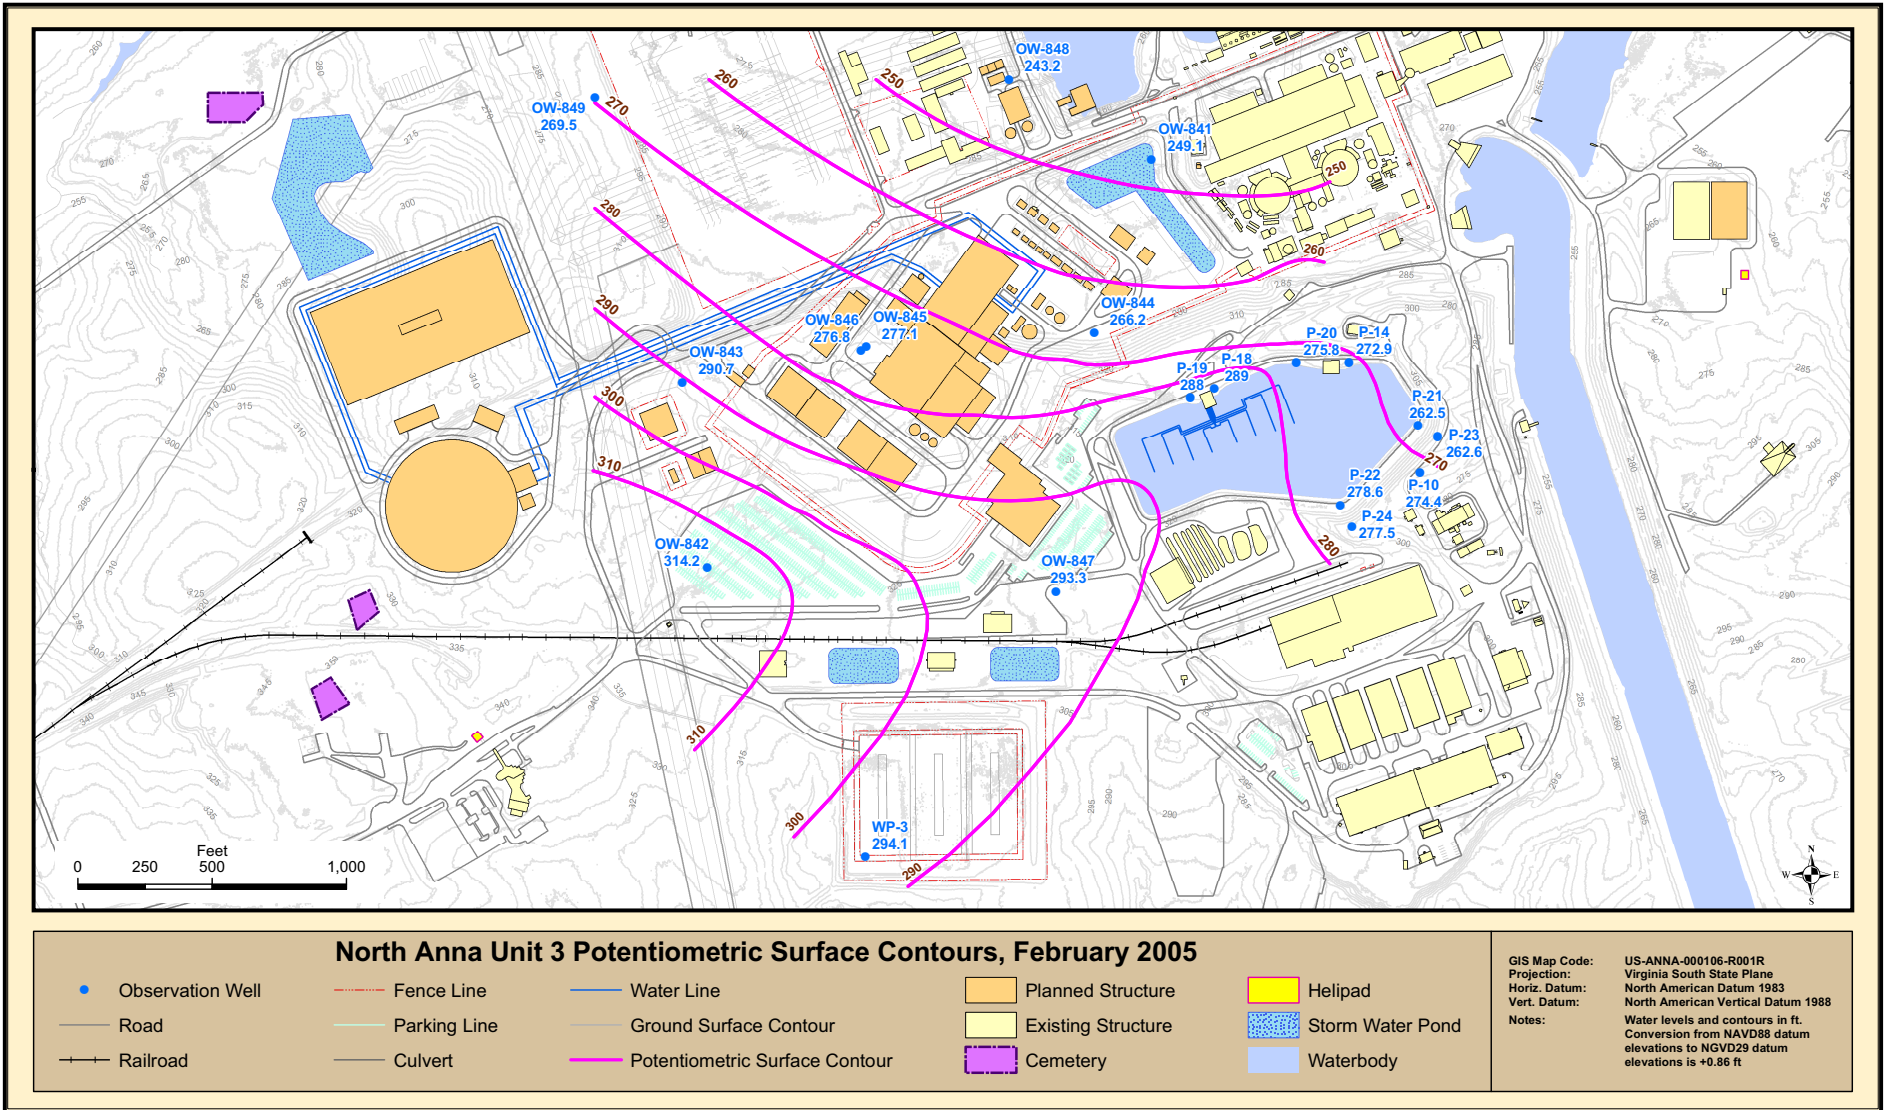 OW-848
243.2
OW-849
269.5
270
260
250
OW-841
249.1
250
280
260
290
OW-846
276.8
OW-845
277.1
OW-844
266.2
OW-843
290.7
P-20
275.8
P-14
272.9
P-19
288
P-18
289
300
P-21
262.5
P-23
262.6
270
310
P-22
278.6
P-10
274.4
P-24
277.5
280
OW-842
314.2
OW-847
293.3
310
300
WP-3
294.1
290
Feet
0 250 500 1,000
N
W E
S
North Anna Unit 3 Potentiometric Surface Contours, February 2005
Observation Well
Road
Railroad
Fence Line
Parking Line
Culvert
Water Line
Ground Surface Contour
Potentiometric Surface Contour
Planned Structure
Existing Structure
Cemetery
Helipad
Storm Water Pond
Waterbody
GIS Map Code: US-ANNA-000106-R001R
Projection: Virginia South State Plane
Horiz. Datum: North American Datum 1983
Vert. Datum: North American Vertical Datum 1988
Notes: Water levels and contours in ft.
Conversion from NAVD88 datum
elevations to NGVD29 datum
elevations is +0.86 ft